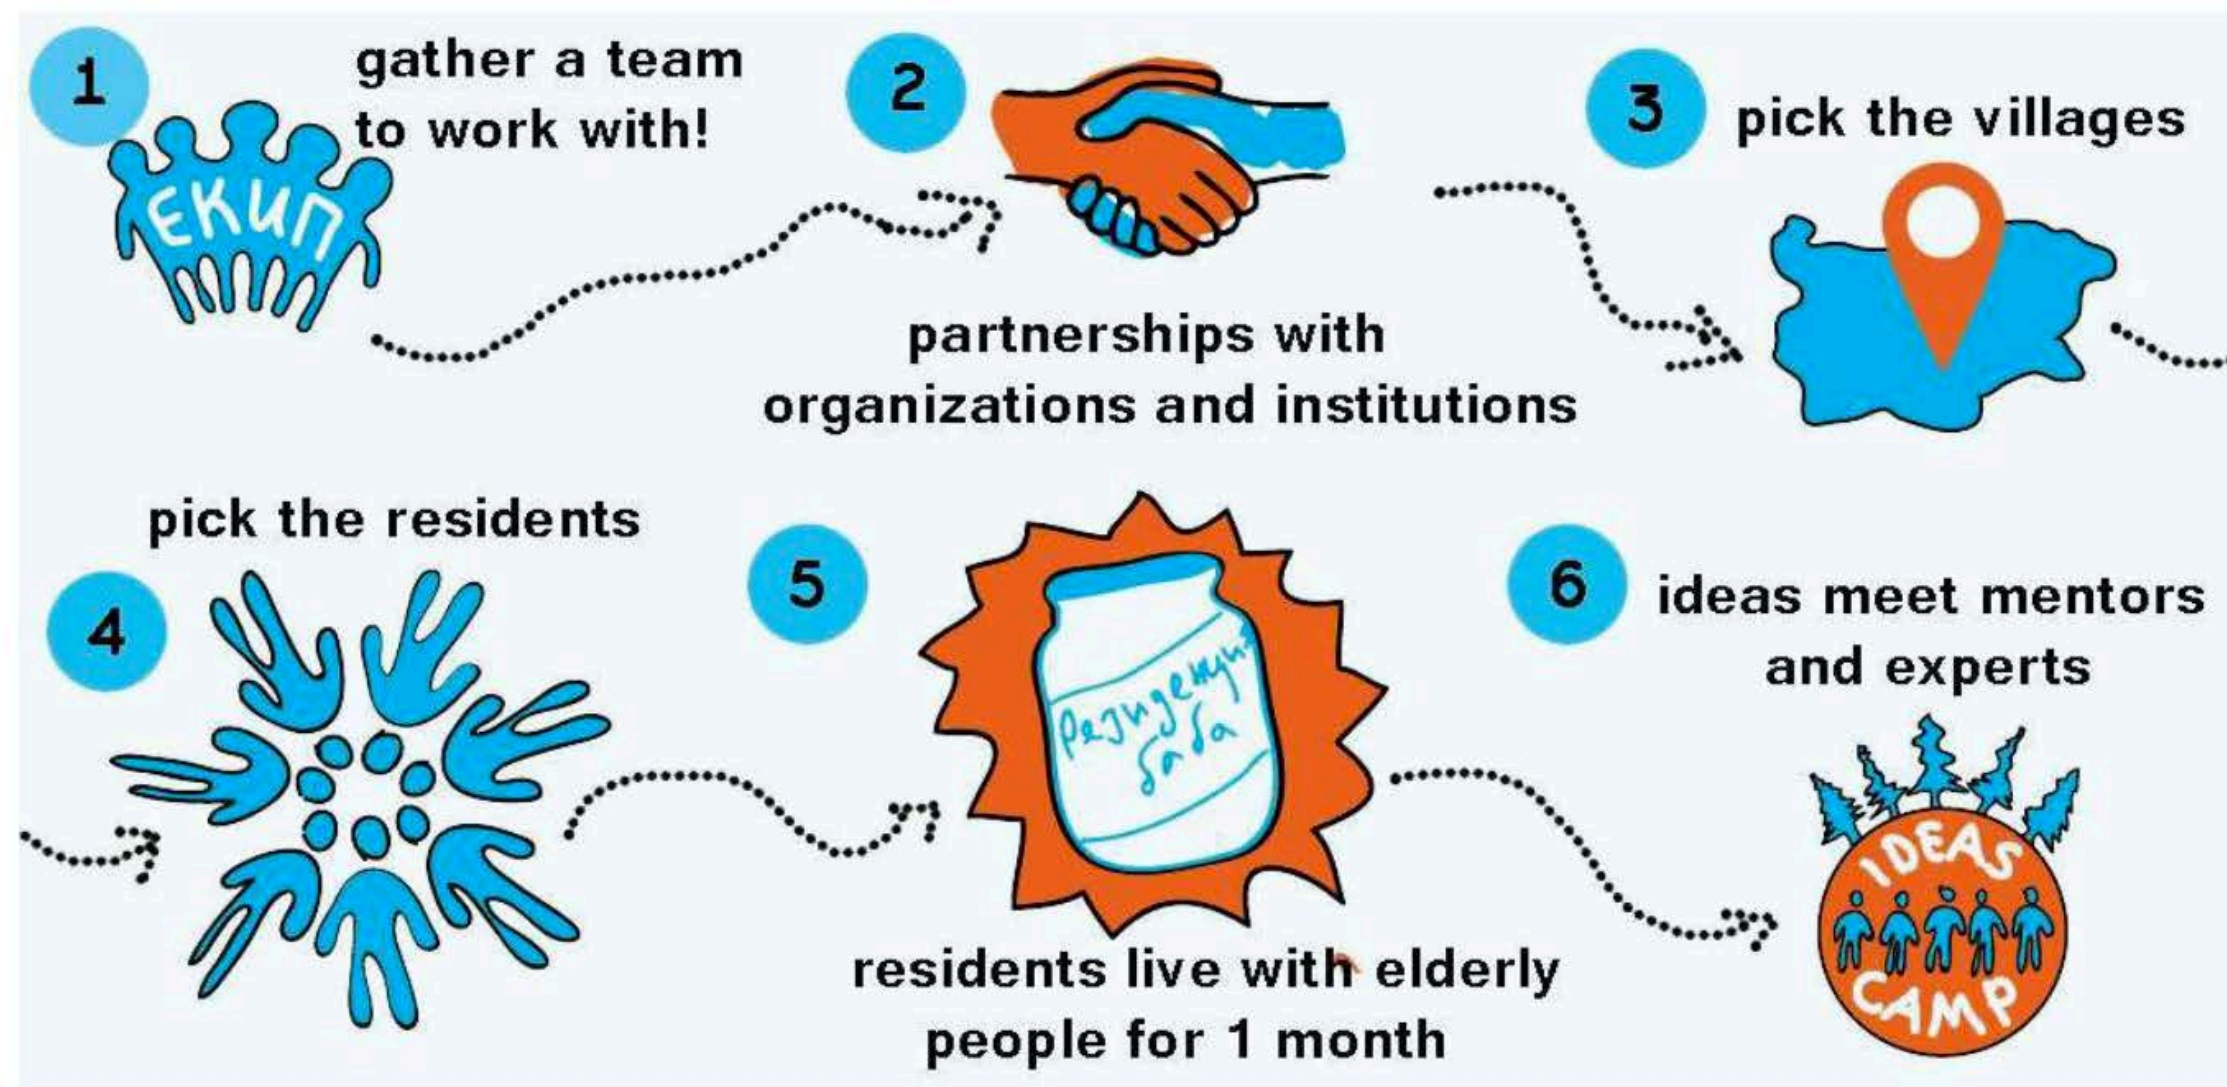 1
gather a team
to work with!
ЕКИП
2
partnerships with
organizations and institutions
3
pick the villages
pick the residents
4
5
Резиденция
баба
residents live with elderly
people for 1 month
6
ideas meet mentors
and experts
IDEAS
CAMP